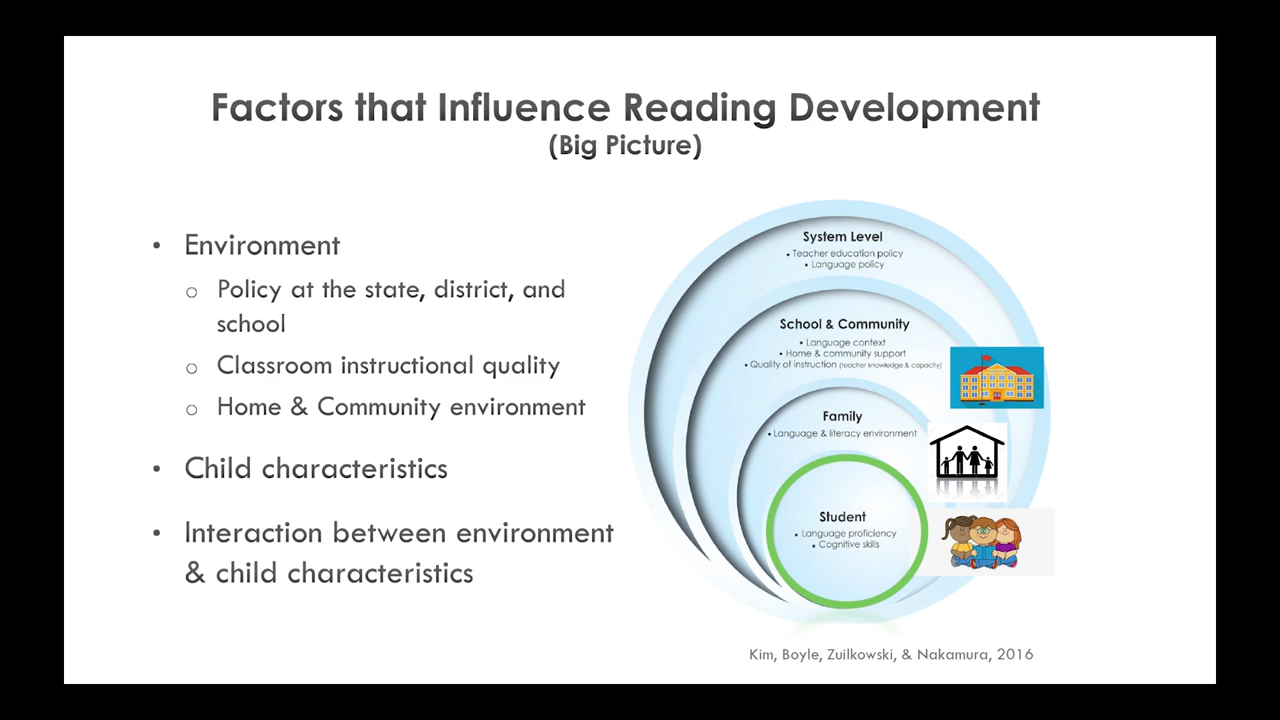 Factors that Influence Reading Development
(Big Picture)
• Environment
o Policy at the state, district, and
school
o Classroom instructional quality
o Home & Community environment
• Child characteristics
• Interaction between environment
& child characteristics
System Level
• Teacher education policy
• Language policy
School & Community
• Language context
• Home & community support
• Quality of instruction (teacher knowledge & capacity)
Family
• Language & literacy environment
Student
• Language proficiency
• Cognitive skills
Kim, Boyle, Zuilkowski, & Nakamura, 2016